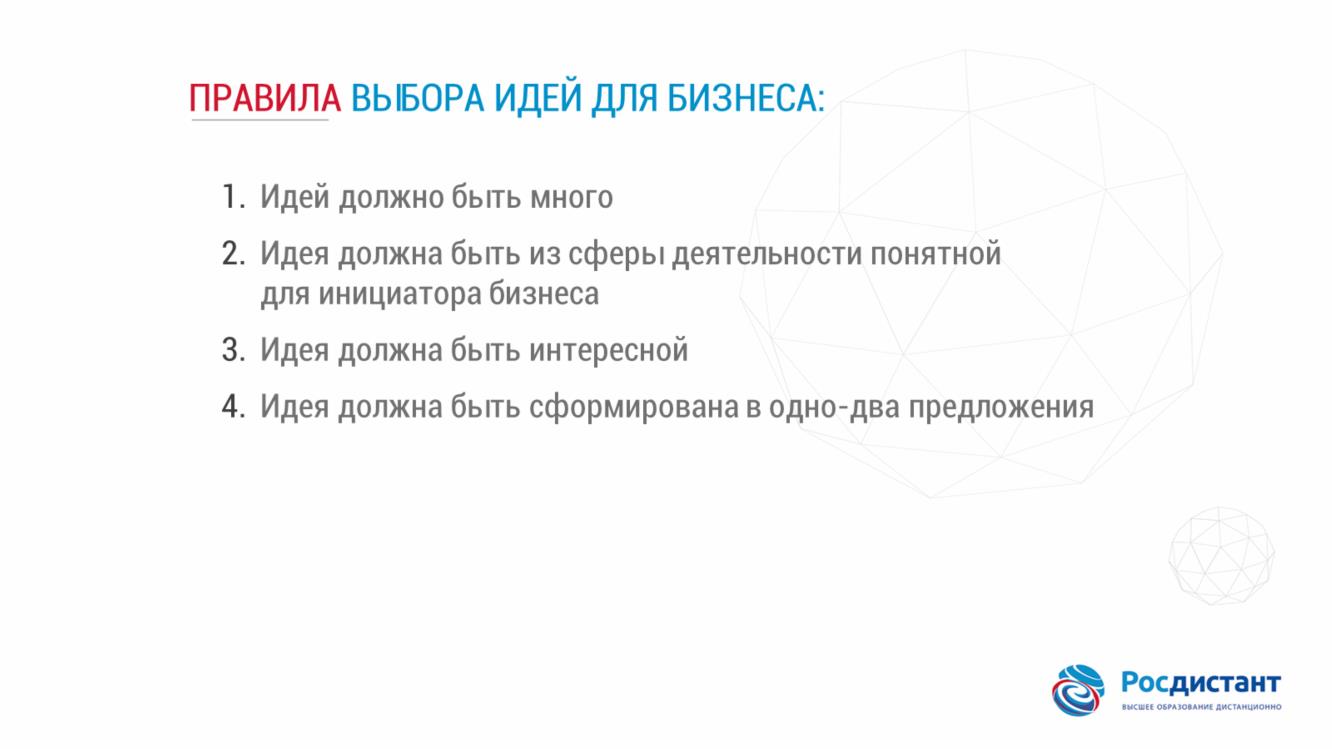 ПРАВИЛА ВЫБОРА ИДЕЙ ДЛЯ БИЗНЕСА:
1. Идей должно быть много
2. Идея должна быть из сферы деятельности понятной
для инициатора бизнеса
3. Идея должна быть интересной
4. Идея должна быть сформирована в одно-два предложения
Росдистант
ВЫСШЕЕ ОБРАЗОВАНИЕ ДИСТАНЦИОННО